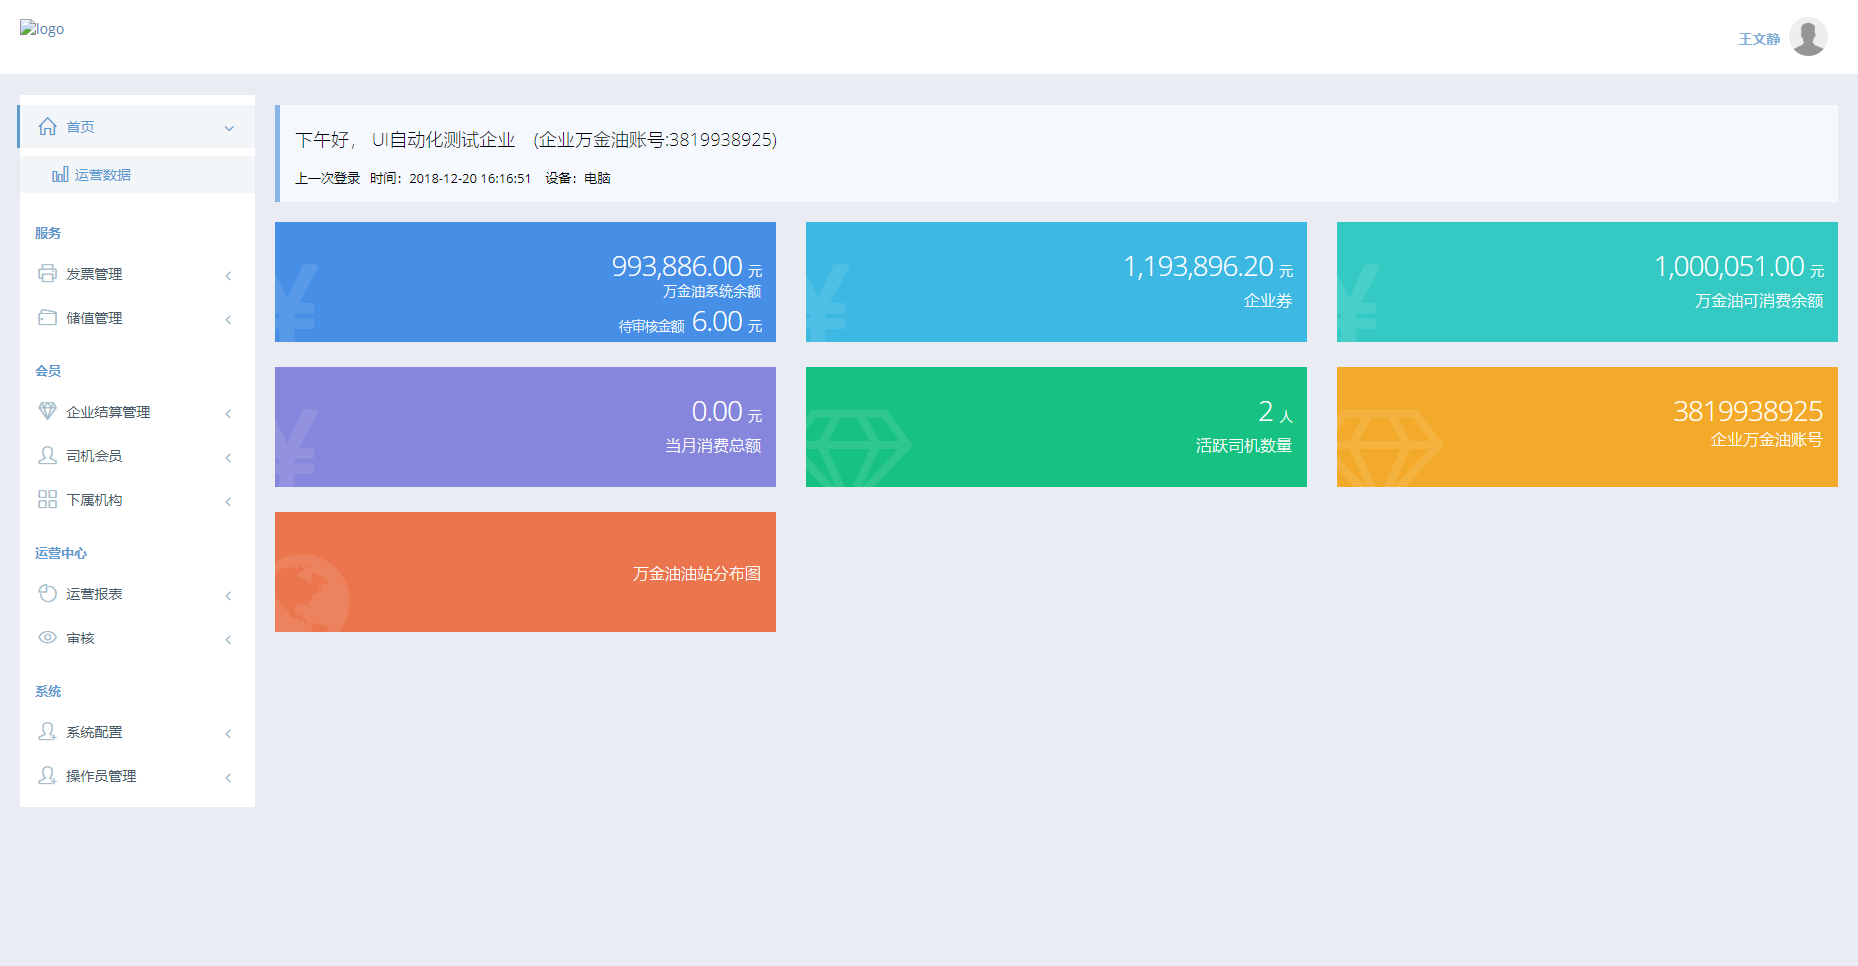 logo
王文静
首页
运营数据
服务
发票管理
储值管理
会员
企业结算管理
司机会员
下属机构
运营中心
运营报表
审核
系统
系统配置
操作员管理
下午好， UI自动化测试企业 (企业万金油账号:3819938925)
上一次登录 时间：2018-12-20 16:16:51 设备：电脑
993,886.00 元
万金油系统余额
待审核金额 6.00 元
1,193,896.20 元
企业券
1,000,051.00 元
万金油可消费余额
0.00 元
当月消费总额
2 人
活跃司机数量
3819938925
企业万金油账号
万金油油站分布图